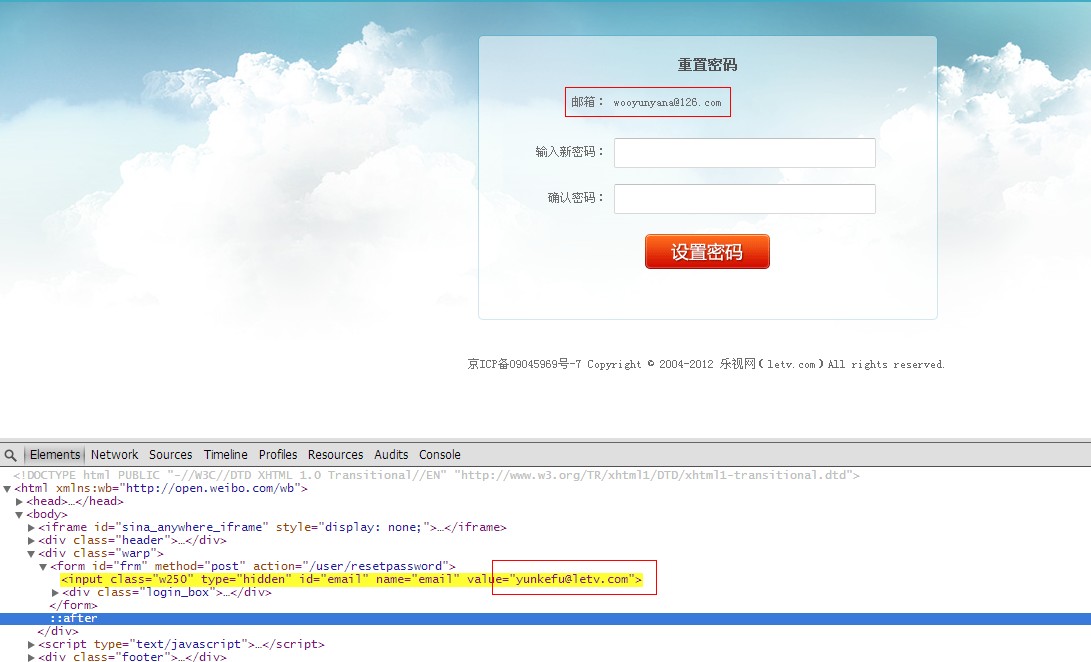 重置密码
邮箱： wooyunyana@126.com
输入新密码：
确认密码：
设置密码
京ICP备09045969号-7 Copyright © 2004-2012 乐视网（letv.com）All rights reserved.
Elements Network Sources Timeline Profiles Resources Audits Console
<!DOCTYPE html PUBLIC "-//W3C//DTD XHTML 1.0 Transitional//EN" "http://www.w3.org/TR/xhtml1/DTD/xhtml1-transitional.dtd">
▼<html xmlns:wb="http://open.weibo.com/wb">
▶<head>…</head>
▼<body>
▶<iframe id="sina_anywhere_iframe" style="display: none;">…</iframe>
▶<div class="header">…</div>
▼<div class="warp">
▼<form id="frm" method="post" action="/user/resetpassword">
<input class="w250" type="hidden" id="email" name="email" value="yunkefu@letv.com">
▶<div class="login_box">…</div>
</form>
::after
</div>
▶<script type="text/javascript">…</script>
▶<div class="footer">…</div>